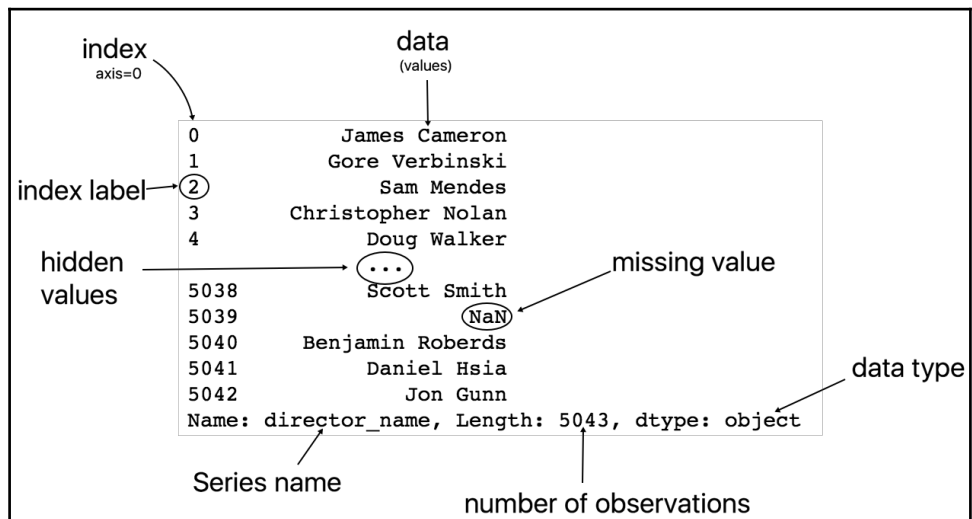 index
axis=0
data
(values)
0 James Cameron
1 Gore Verbinski
index label
2 Sam Mendes
3 Christopher Nolan
4 Doug Walker
hidden
values
...
missing value
5038 Scott Smith
5039 NaN
5040 Benjamin Roberds
5041 Daniel Hsia
data type
5042 Jon Gunn
Name: director_name, Length: 5043, dtype: object
Series name
number of observations